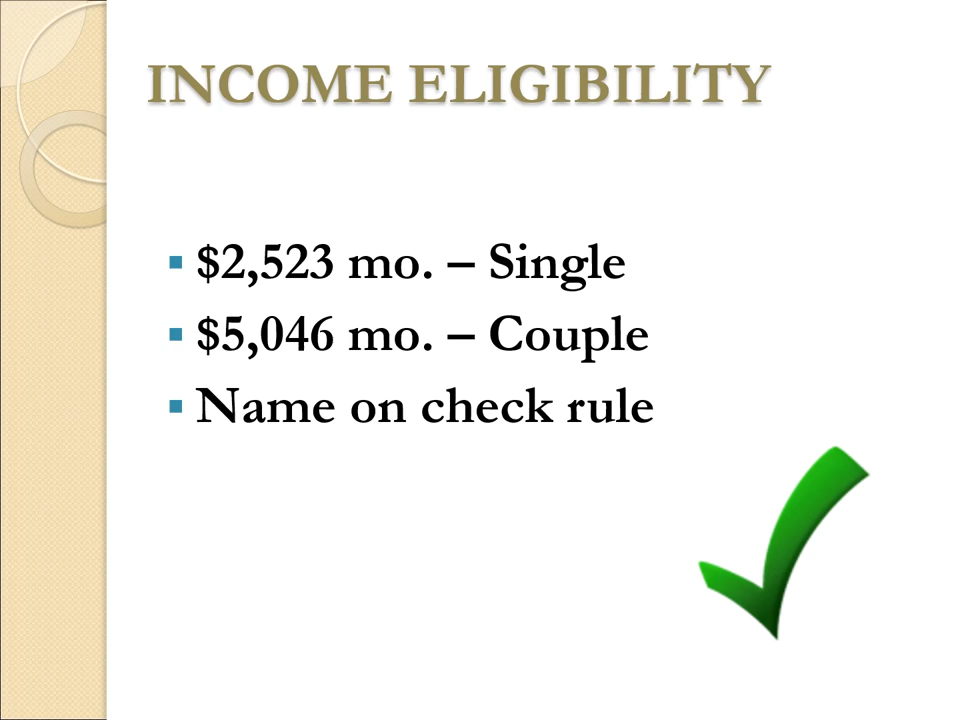 INCOME ELIGIBILITY
▪ $2,523 mo. – Single
▪ $5,046 mo. – Couple
▪ Name on check rule